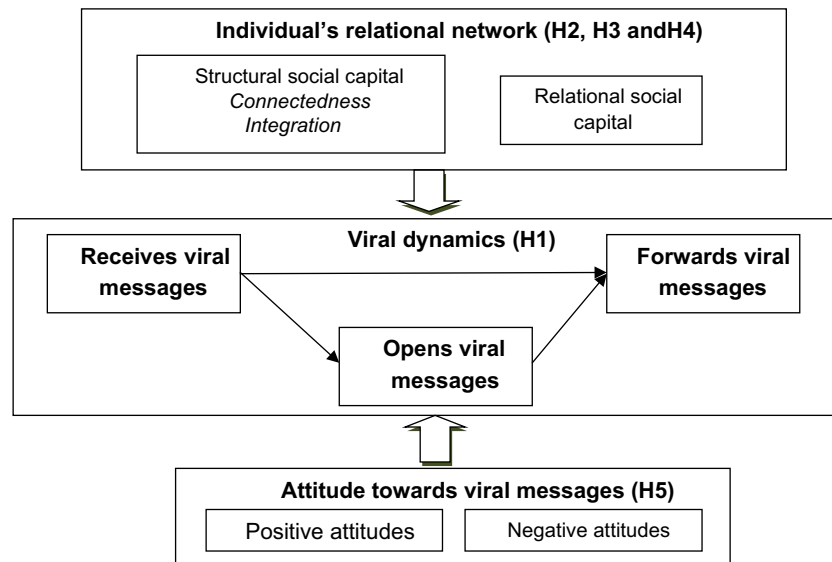 Individual's relational network (H2, H3 andH4)
Structural social capital
Connectedness
Integration
Relational social
capital
Viral dynamics (H1)
Receives viral
messages
Forwards viral
messages
Opens viral
messages
Attitude towards viral messages (H5)
Positive attitudes
Negative attitudes